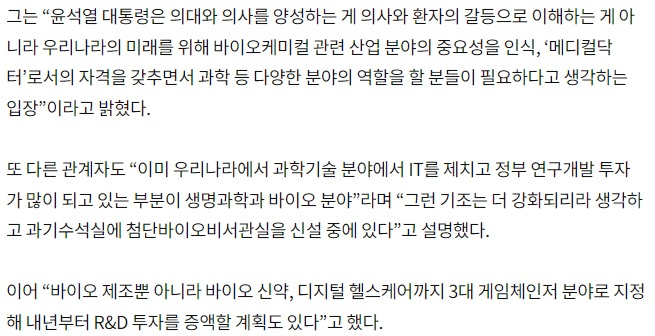 그는 “윤석열 대통령은 의대와 의사를 양성하는 게 의사와 환자의 갈등으로 이해하는 게 아
니라 우리나라의 미래를 위해 바이오케미컬 관련 산업 분야의 중요성을 인식, ‘메디컬닥
터’로서의 자격을 갖추면서 과학 등 다양한 분야의 역할을 할 분들이 필요하다고 생각하는
입장”이라고 밝혔다.
또 다른 관계자도 “이미 우리나라에서 과학기술 분야에서 IT를 제치고 정부 연구개발 투자
가 많이 되고 있는 부분이 생명과학과 바이오 분야”라며 “그런 기조는 더 강화되리라 생각하
고 과기수석실에 첨단바이오비서관실을 신설 중에 있다”고 설명했다.
이어 “바이오 제조뿐 아니라 바이오 신약, 디지털 헬스케어까지 3대 게임체인저 분야로 지정
해 내년부터 R&D 투자를 증액할 계획도 있다”고 했다.